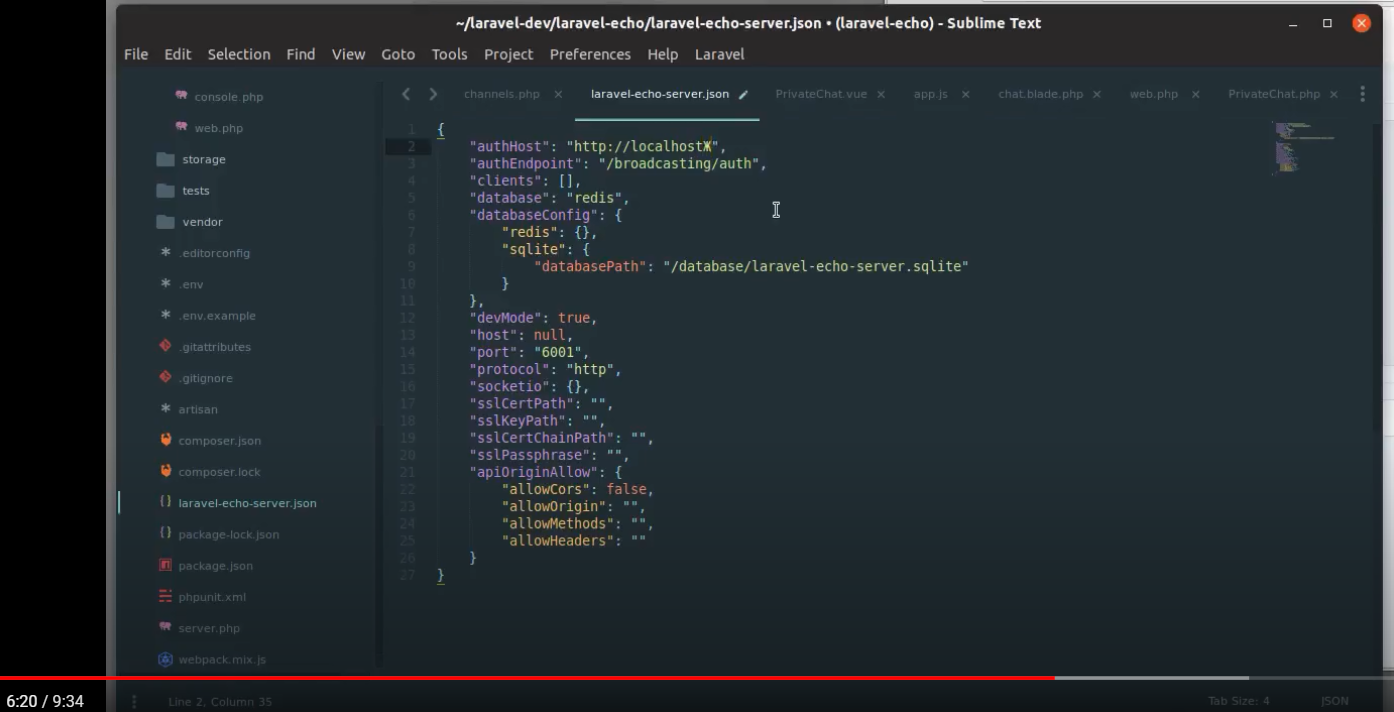 ~/laravel-dev/laravel-echo/laravel-echo-server.json • (laravel-echo) - Sublime Text
File Edit Selection Find View Goto Tools Project Preferences Help Laravel
console.php
web.php
storage
tests
vendor
.editorconfig
.env
.env.example
.gitattributes
.gitignore
artisan
composer.json
composer.lock
laravel-echo-server.json
package-lock.json
package.json
phpunit.xml
server.php
webpack.mix.js
channels.php laravel-echo-server.json PrivateChat.vue app.js chat.blade.php web.php PrivateChat.php
1 {
2 "authHost": "http://localhost",
3 "authEndpoint": "/broadcasting/auth",
4 "clients": [],
5 "database": "redis",
6 "databaseConfig": {
7 "redis": {},
8 "sqlite": {
9 "databasePath": "/database/laravel-echo-server.sqlite"
10 }
11 },
12 "devMode": true,
13 "host": null,
14 "port": "6001",
15 "protocol": "http",
16 "socketio": {},
17 "sslCertPath": "",
18 "sslKeyPath": "",
19 "sslCertChainPath": "",
20 "sslPassphrase": "",
21 "apiOriginAllow": {
22 "allowCors": false,
23 "allowOrigin": "",
24 "allowMethods": "",
25 "allowHeaders": ""
26 }
27 }
6:20 / 9:34
Line 2, Column 35
Tab Size: 4
JSON